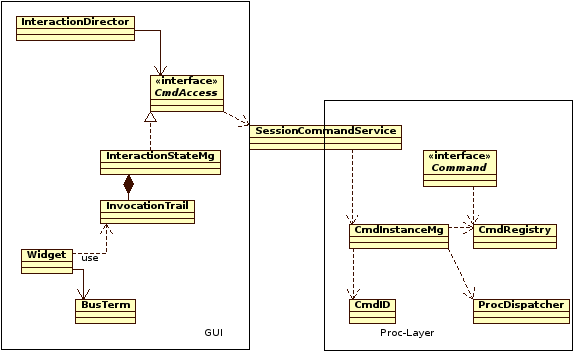 InteractionDirector
«interface»
CmdAccess
SessionCommandService
InteractionStateMg
«interface»
Command
InvocationTrail
CmdInstanceMg
CmdRegistry
Widget
use
BusTerm
CmdID
ProcDispatcher
GUI
Proc-Layer